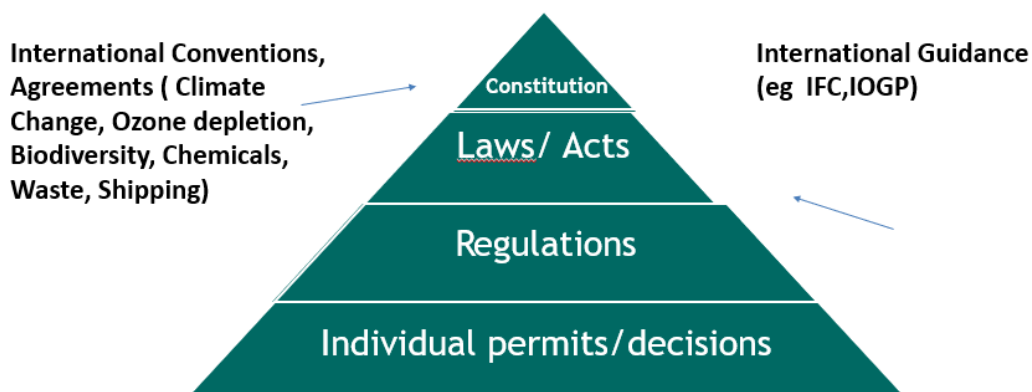 International Conventions,
Agreements ( Climate
Change, Ozone depletion,
Biodiversity, Chemicals,
Waste, Shipping)
International Guidance
(eg  IFC,IOGP)
Constitution
Laws/ Acts
Regulations
Individual permits/decisions